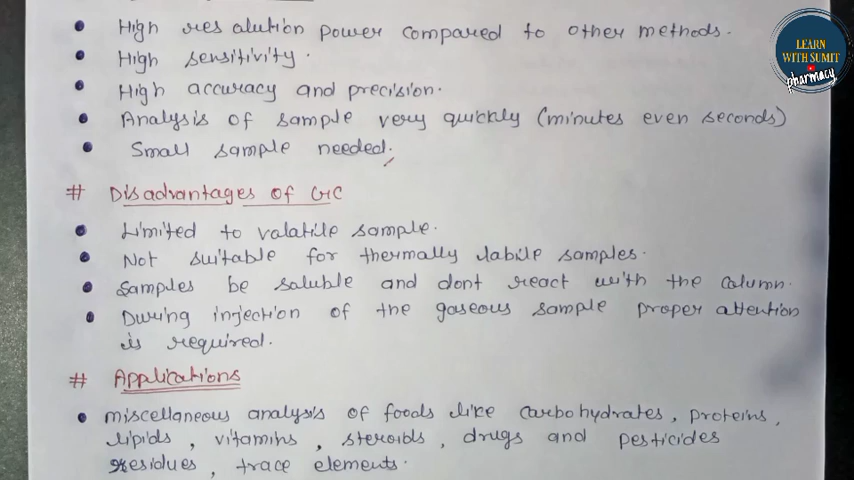 High resolution power compared to other methods.
High sensitivity.
High accuracy and precision.
Analysis of sample very quickly (minutes even seconds)
Small sample needed.
# Disadvantages of GC
Limited to volatile sample.
Not suitable for thermally labile samples.
Samples be soluble and dont react with the column.
During injection of the gaseous sample proper attention
is required.
# Applications
miscellaneous analysis of foods like carbohydrates, proteins,
lipids, vitamins, steroids, drugs and pesticides
residues, trace elements.
LEARN
WITH SUMIT
pharmacy